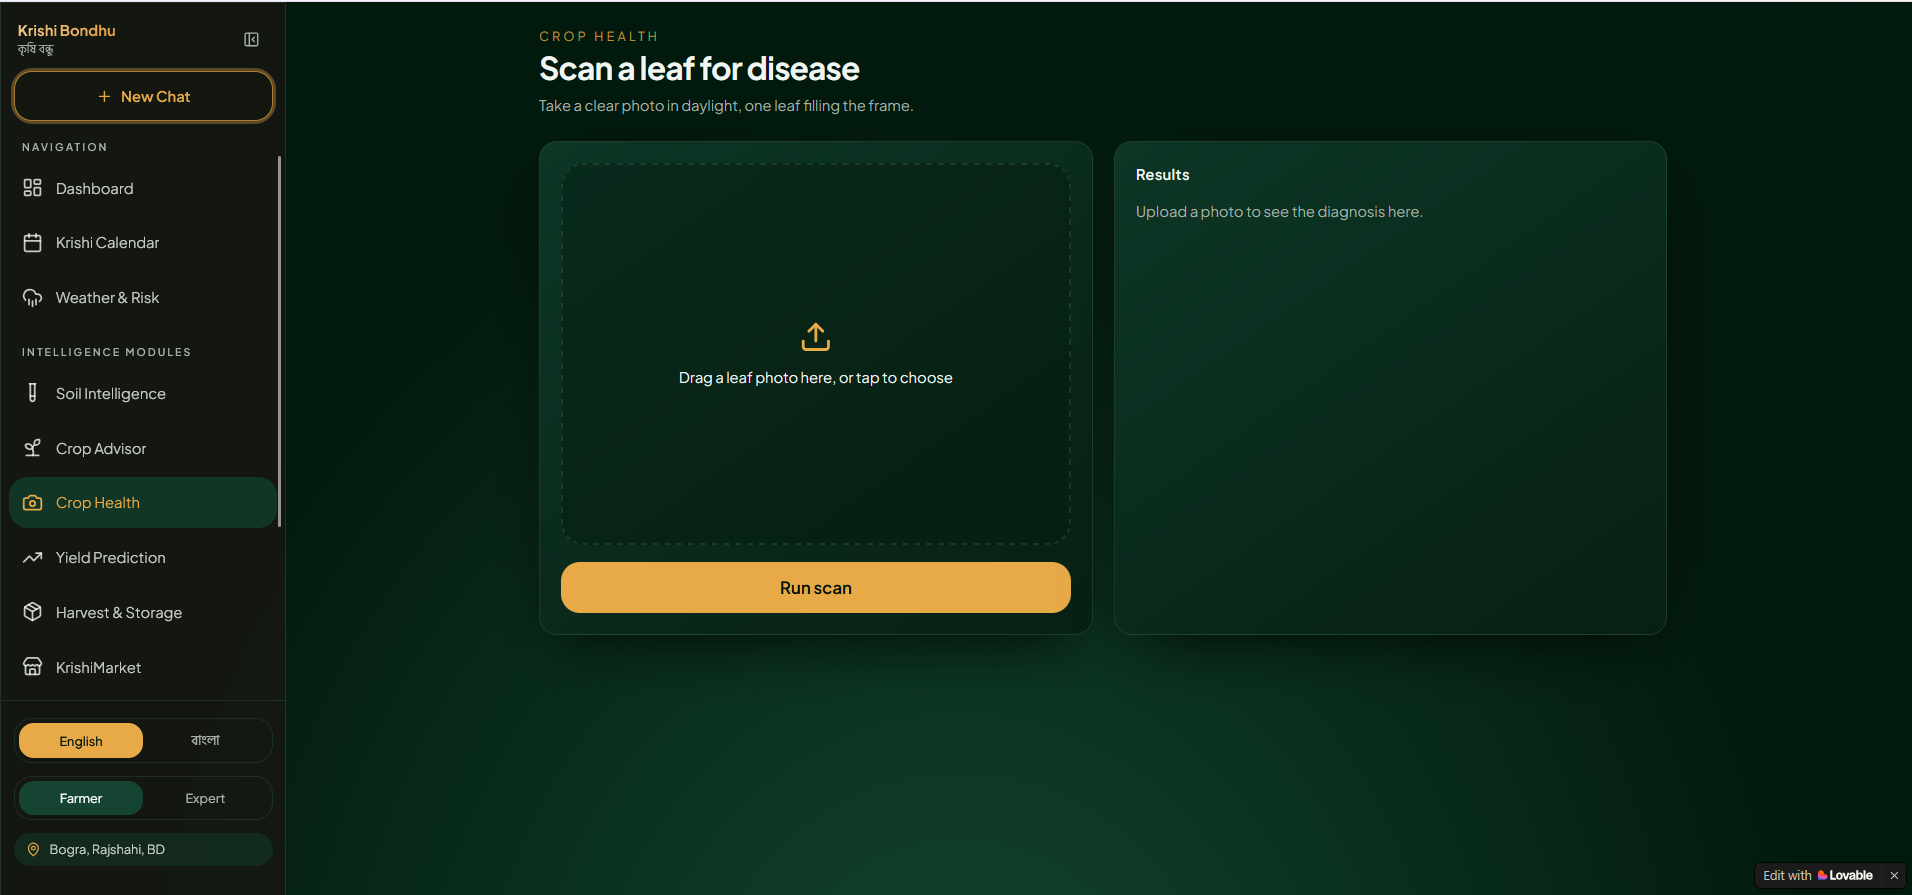 Krishi Bondhu
কৃষি বন্ধু
New Chat
NAVIGATION
Dashboard
Krishi Calendar
Weather & Risk
INTELLIGENCE MODULES
Soil Intelligence
Crop Advisor
Crop Health
Yield Prediction
Harvest & Storage
KrishiMarket
English
বাংলা
Farmer
Expert
Bogra, Rajshahi, BD
CROP HEALTH
Scan a leaf for disease
Take a clear photo in daylight, one leaf filling the frame.
Drag a leaf photo here, or tap to choose
Run scan
Results
Upload a photo to see the diagnosis here.
Edit with Lovable